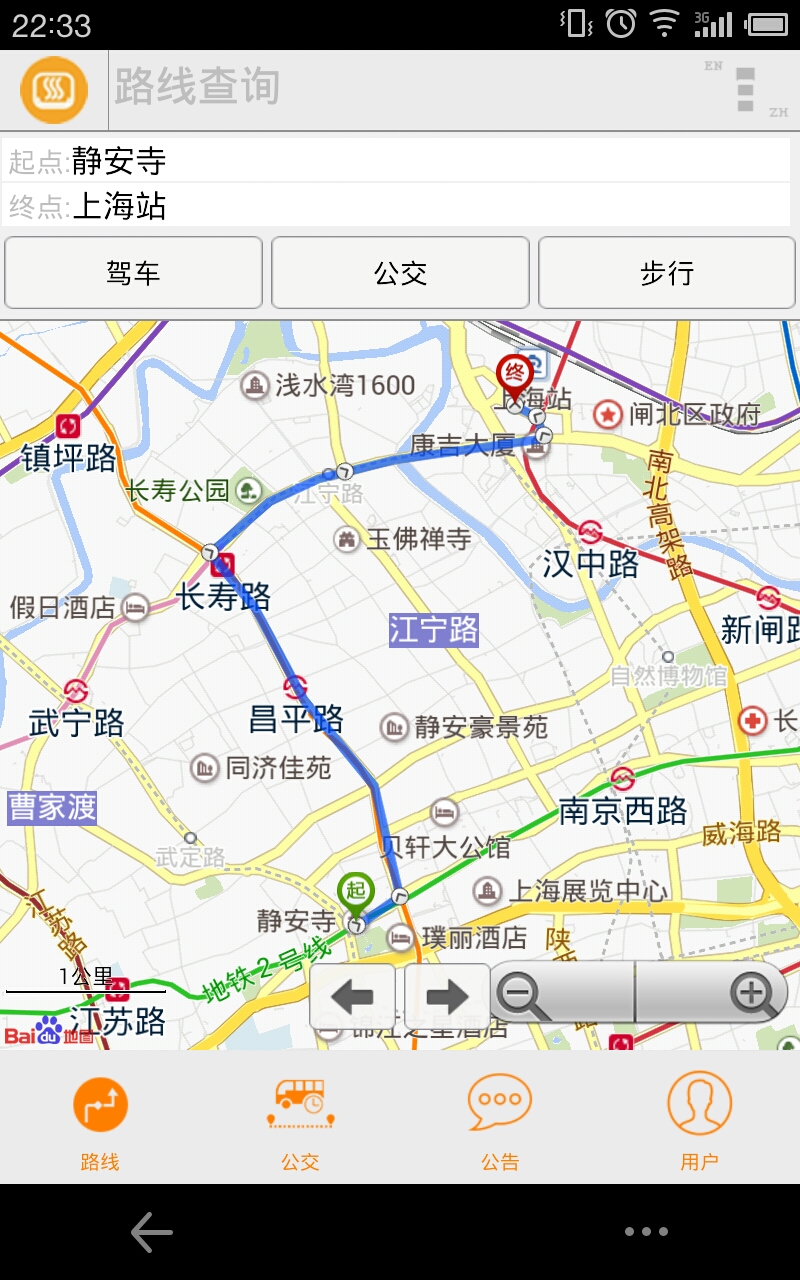 22:33
3G
路线查询
EN
ZH
起点:静安寺
终点:上海站
驾车
公交
步行
浅水湾1600
终
上海站
闸北区政府
镇坪路
康吉大厦
南北高架路
长寿公园
江宁路
玉佛禅寺
汉中路
长寿路
假日酒店
新闸路
江宁路
自然博物馆
武宁路
昌平路
静安豪景苑
长
同济佳苑
南京西路
曹家渡
威海路
武定路
贝轩大公馆
起
上海展览中心
江苏路
静安寺
璞丽酒店
陕西
地铁2号线
1公里
江苏路
锦江之星酒店
Bai du 地图
路线
公交
公告
用户